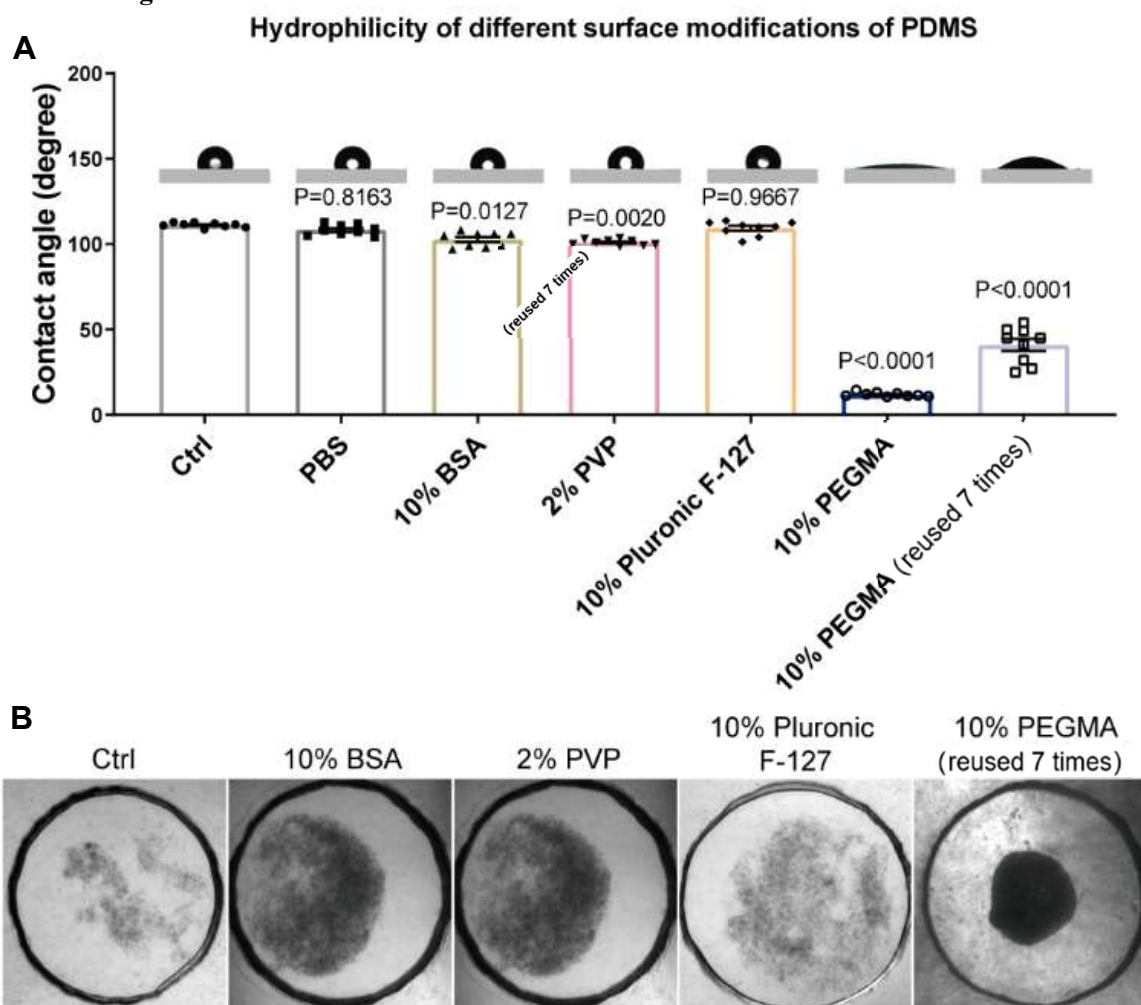 Hydrophilicity of different surface modifications of PDMS
A
Contact angle (degree)
200
150
100
50
0
P=0.8163
P=0.0127
P=0.0020
P=0.9667
P<0.0001
P<0.0001
(reused 7 times)
Ctrl
PBS
10% BSA
2% PVP
10% Pluronic F-127
10% PEGMA
10% PEGMA (reused 7 times)
B
Ctrl
10% BSA
2% PVP
10% Pluronic
F-127
10% PEGMA
(reused 7 times)